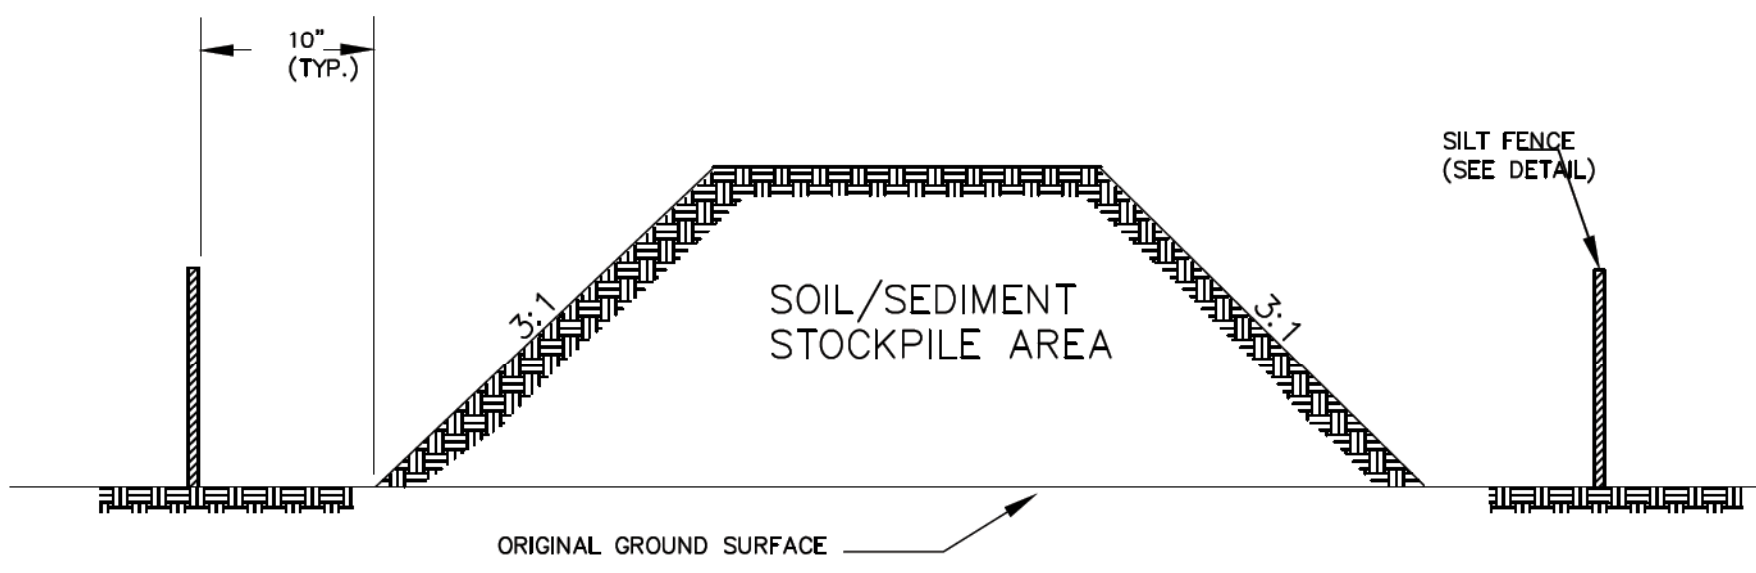 10"
(TYP.)
SILT FENCE
(SEE DETAIL)
3:1
SOIL/SEDIMENT
STOCKPILE AREA
3:1
ORIGINAL GROUND SURFACE